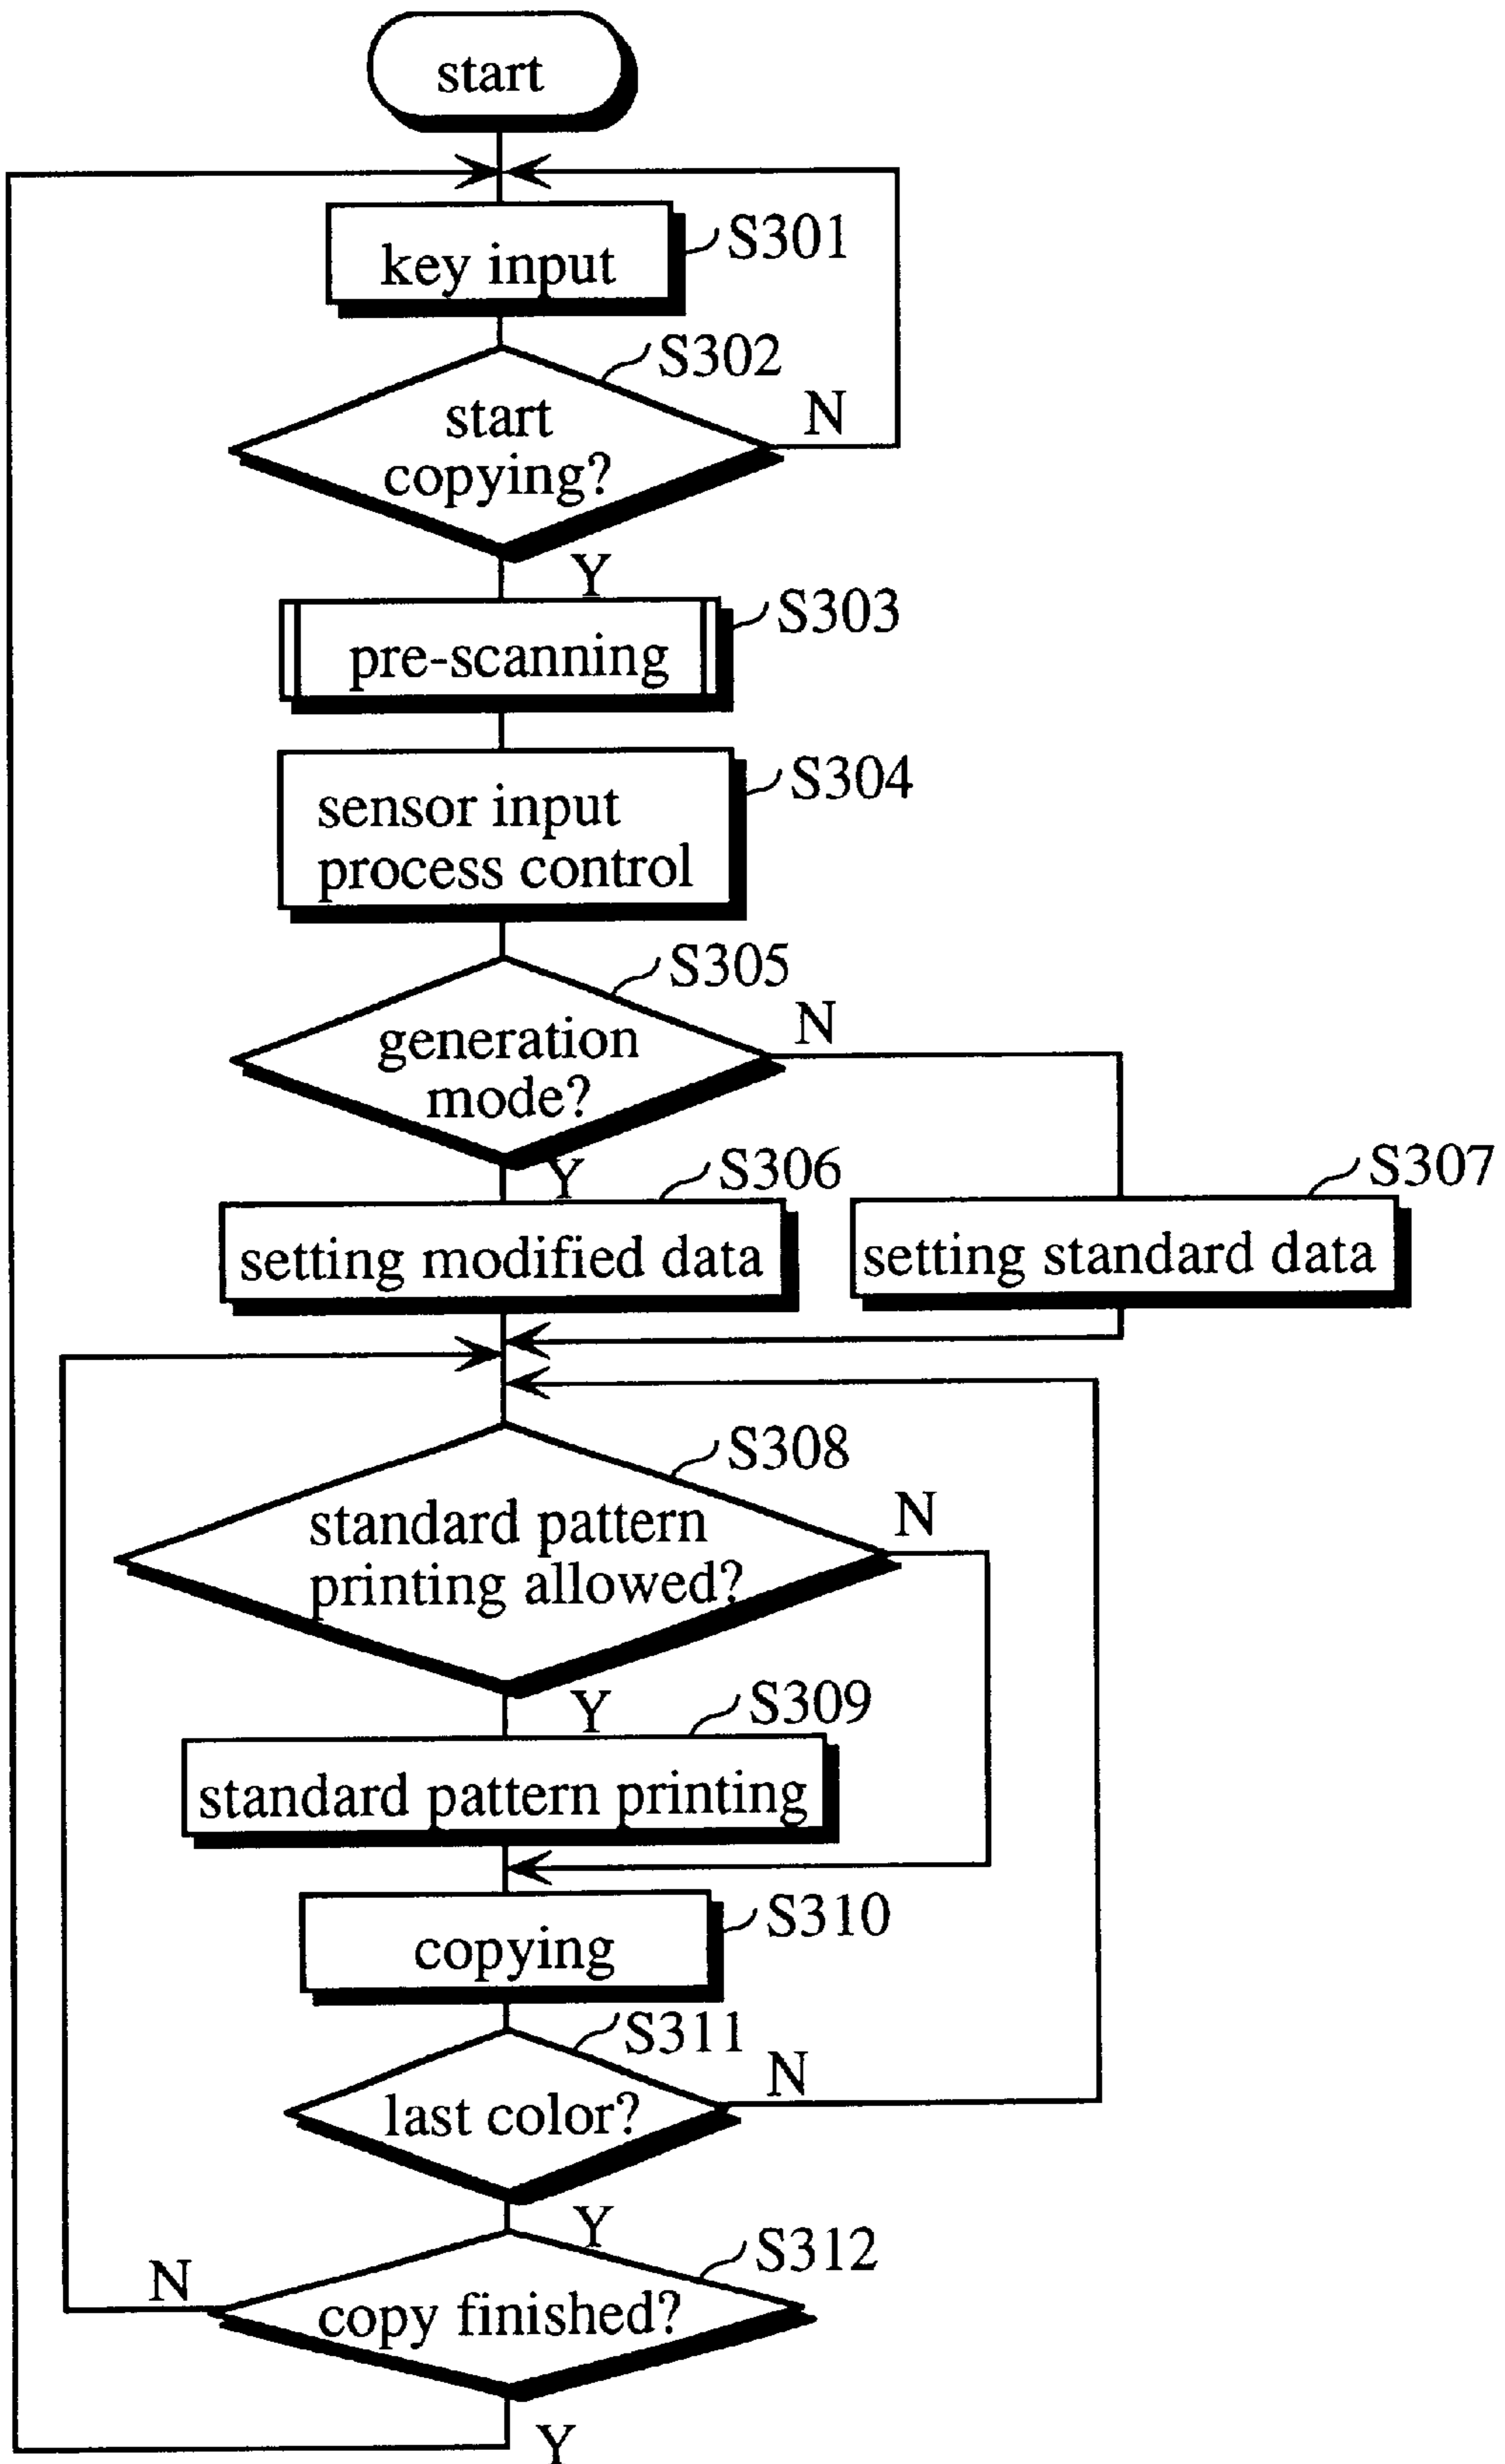 start
key input
S301
S302
start
copying?
N
Y
pre-scanning
S303
sensor input
process control
S304
S305
generation
mode?
N
Y
S306
S307
setting modified data
setting standard data
S308
standard pattern
printing allowed?
N
Y
S309
standard pattern printing
copying
S310
S311
last color?
N
Y
S312
N
copy finished?
Y